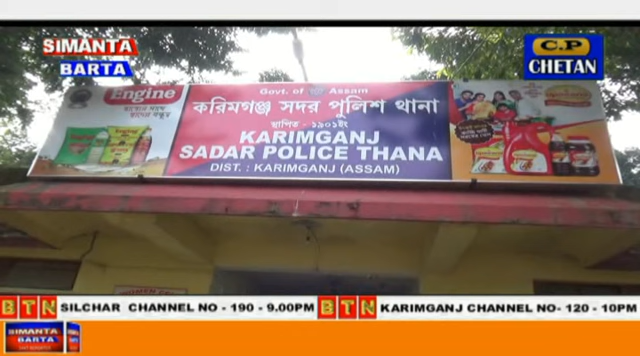 SIMANTA
BARTA
C.P
CHETAN
Engine
Govt. of Assam
করিমগঞ্জ সদর পুলিশ থানা
স্থাপিত - ১৯০১ইং
KARIMGANJ
SADAR POLICE THANA
DIST. : KARIMGANJ (ASSAM)
BTN SILCHAR CHANNEL NO - 190 - 9.00PM BTN KARIMGANJ CHANNEL NO- 120 - 10PM
SIMANTA
BARTA